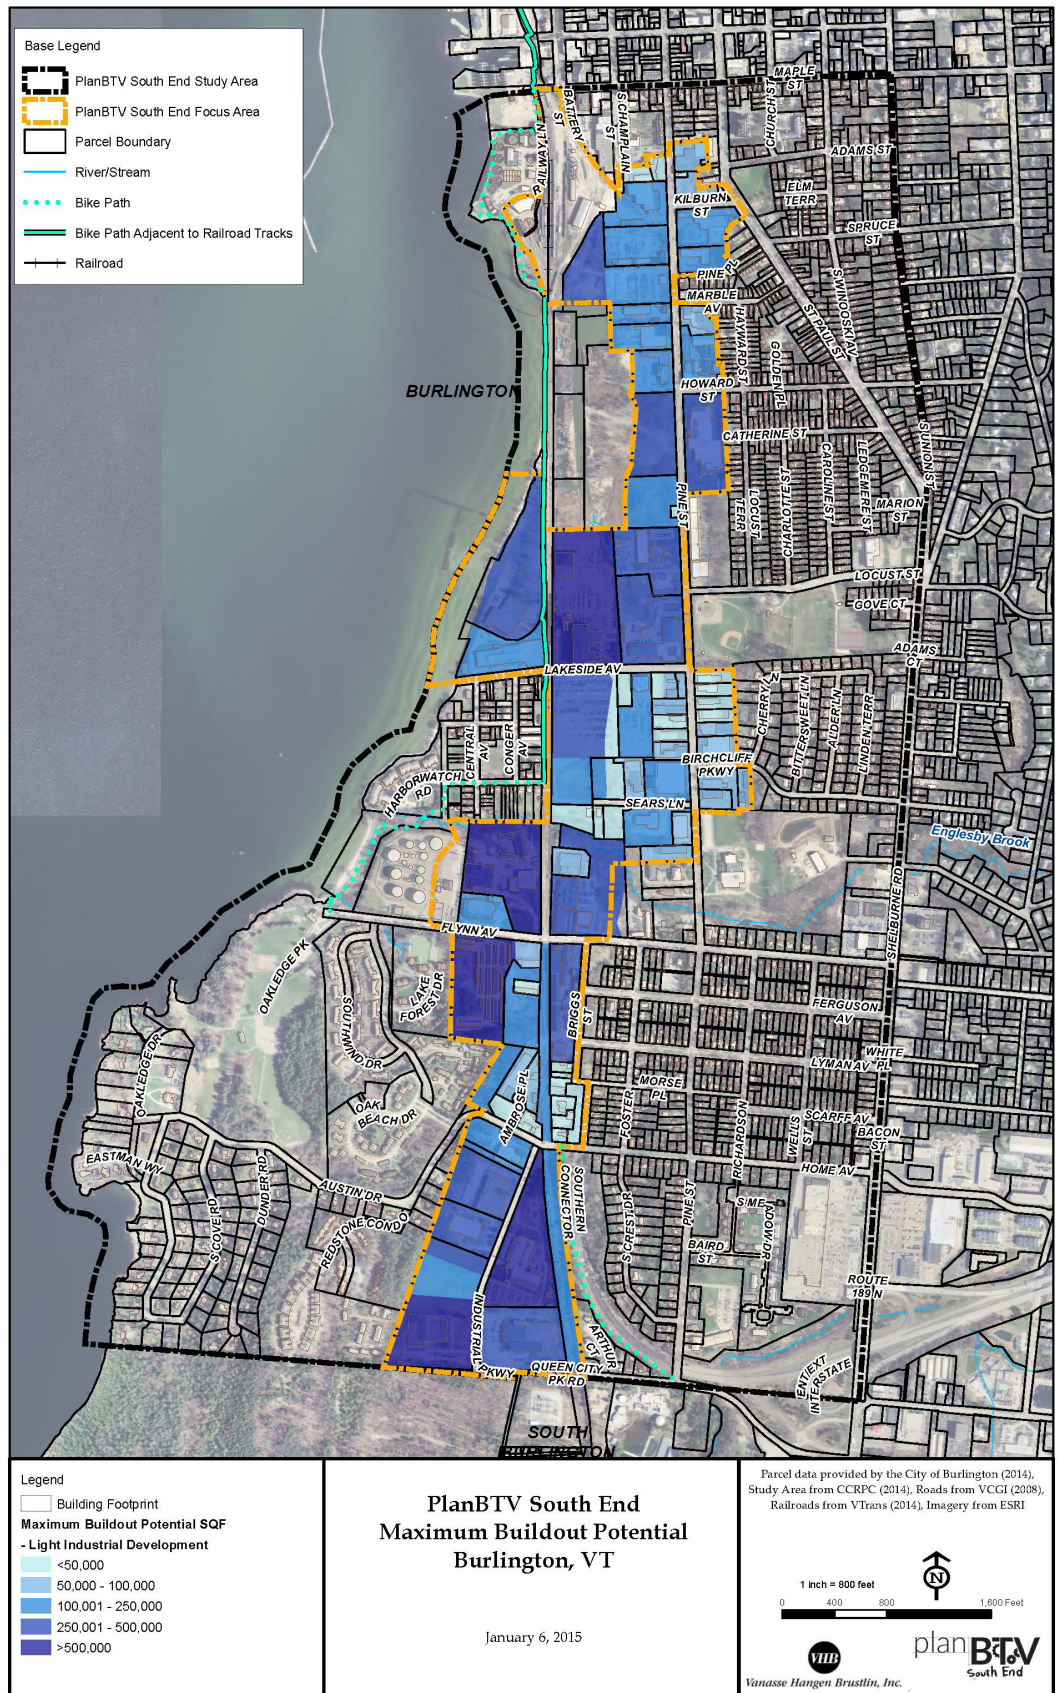 Base Legend
PlanBTV South End Study Area
PlanBTV South End Focus Area
Parcel Boundary
River/Stream
Bike Path
Bike Path Adjacent to Railroad Tracks
Railroad
MAPLE
ST
BATTERY
ST
S CHAMPLAIN
ST
CHURCH ST
ADAMS ST
RAILWAY LN
ELM
TERR
KILBURN
ST
SPRUCE
ST
PINE PL
MARBLE
AV
S WINOOSKI AV
ST PAUL ST
HAYWARD ST
GOLDEN PL
BURLINGTON
HOWARD
ST
CATHERINE ST
S UNION ST
LEDGEMERE ST
CAROLINE ST
CHARLOTTE ST
LOCUST
TERR
PINE ST
MARION
ST
LOCUST ST
GOVE CT
ADAMS
CT
LAKESIDE AV
CHERRY LN
BITTERSWEET LN
ALDER LN
LINDEN TERR
CENTRAL
AV
CONGER
AV
BIRCHCLIFF
PKWY
HARBOR WATCH
RD
SEARS LN
Englesby Brook
SHELBURNE RD
FLYNN AV
OAKLEDGE PK
LAKE
FOREST DR
SOUTHWIND DR
BRIGGS
ST
FERGUSON
AV
OAKLEDGE DR
WHITE
PL
LYMAN AV
MORSE
PL
OAK
BEACH DR
AMBROSE PL
FOSTER
RICHARDSON
WELLS
ST
SCARFF AV
BACON
ST
HOME AV
EASTMAN WY
AUSTIN DR
DUNDER RD
S COVE RD
REDSTONE CONDO
SOUTHERN
CONNECTOR
S CREST DR
PINE ST
BAIRD
ST
ROUTE
189 N
INDUSTRIAL PKWY
ARTHUR
CT
QUEEN CITY
PK RD
ENT/EXT
INTERSTATE
SOUTH
BURLINGTON
Legend
Building Footprint
Maximum Buildout Potential SQF
- Light Industrial Development
<50,000
50,000 - 100,000
100,001 - 250,000
250,001 - 500,000
>500,000
PlanBTV South End
Maximum Buildout Potential
Burlington, VT
January 6, 2015
Parcel data provided by the City of Burlington (2014),
Study Area from CCRPC (2014), Roads from VCGI (2008),
Railroads from VTrans (2014), Imagery from ESRI
N
1 inch = 800 feet
0 400 800 1,600 Feet
VHB
Vanasse Hangen Brustlin, Inc.
plan BTV
South End